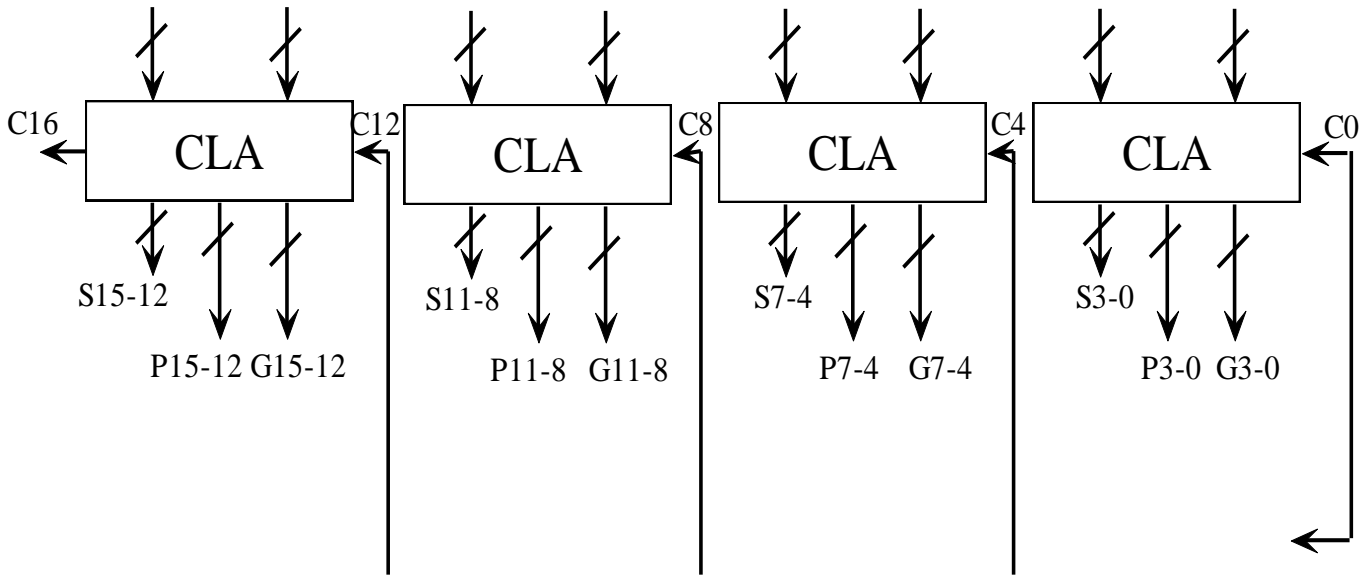 C16 CLA C12 CLA C8 CLA C4 CLA C0
S15-12 S11-8 S7-4 S3-0
P15-12 G15-12 P11-8 G11-8 P7-4 G7-4 P3-0 G3-0